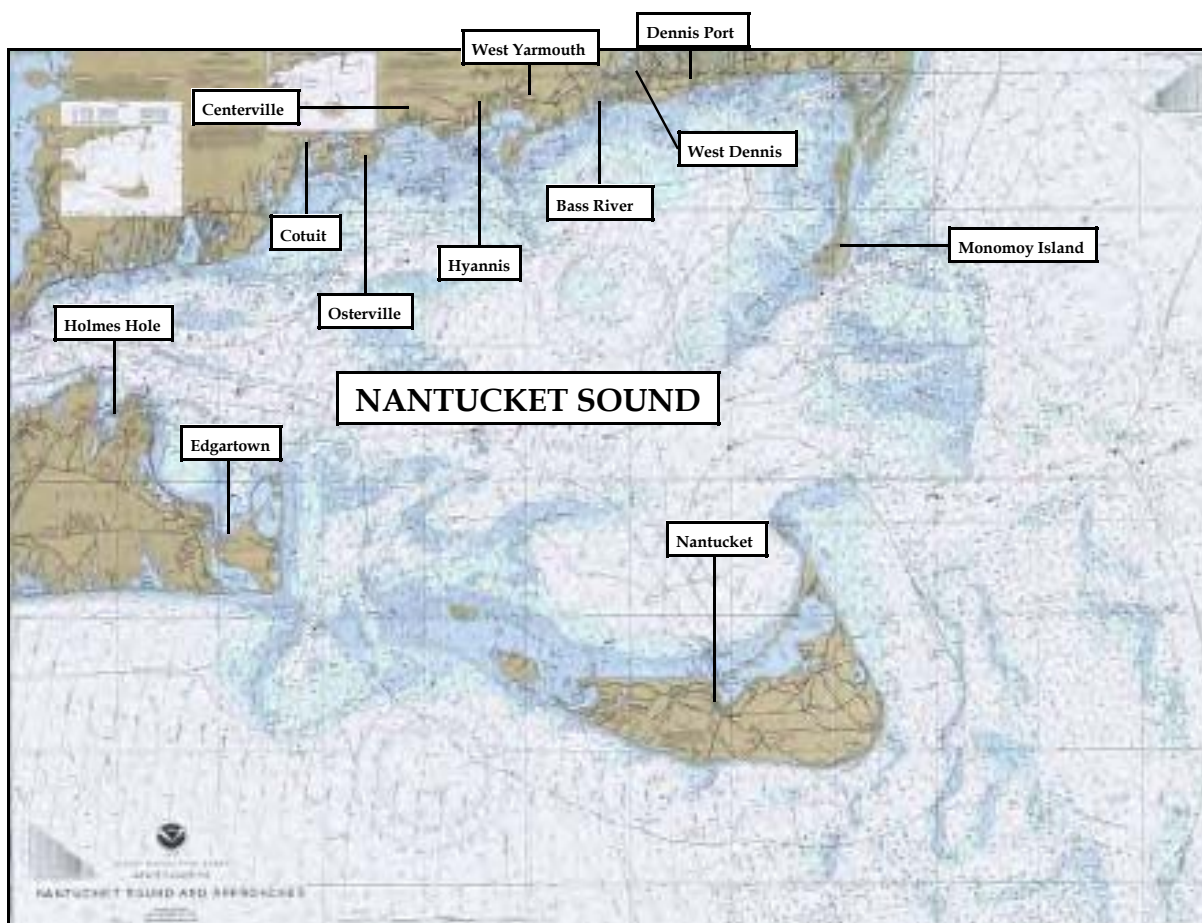 Dennis Port
West Yarmouth
Centerville
West Dennis
Bass River
Cotuit
Monomoy Island
Hyannis
Osterville
Holmes Hole
NANTUCKET SOUND
Edgartown
Nantucket
NANTUCKET SOUND AND APPROACHES